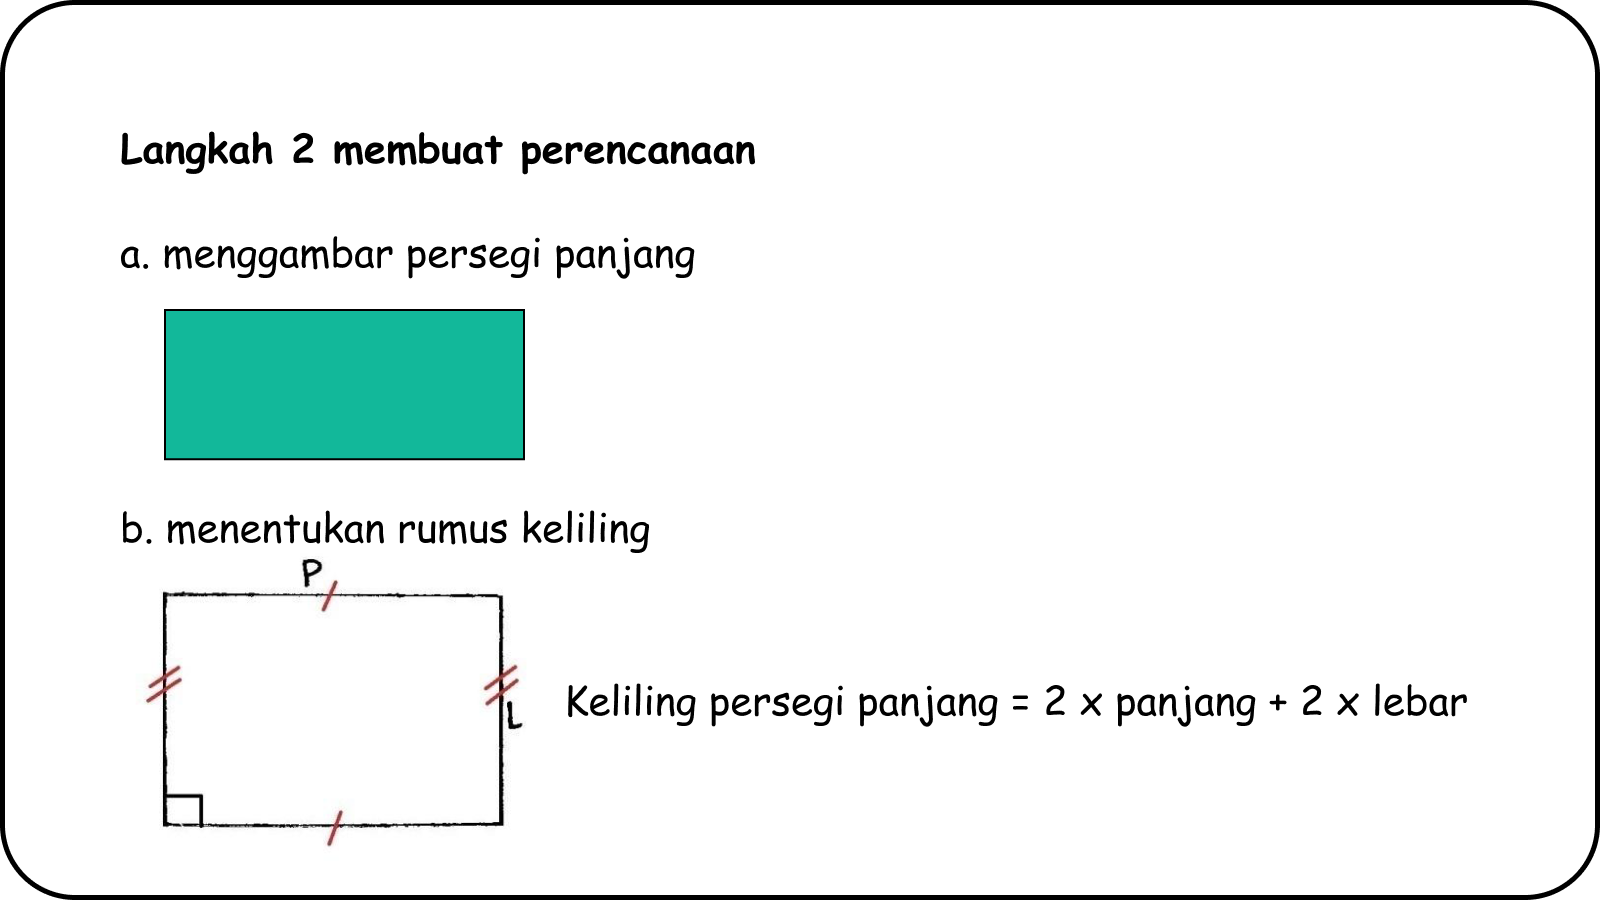 Langkah 2 membuat perencanaan
a. menggambar persegi panjang
b. menentukan rumus keliling
P
L
Keliling persegi panjang = 2 x panjang + 2 x lebar